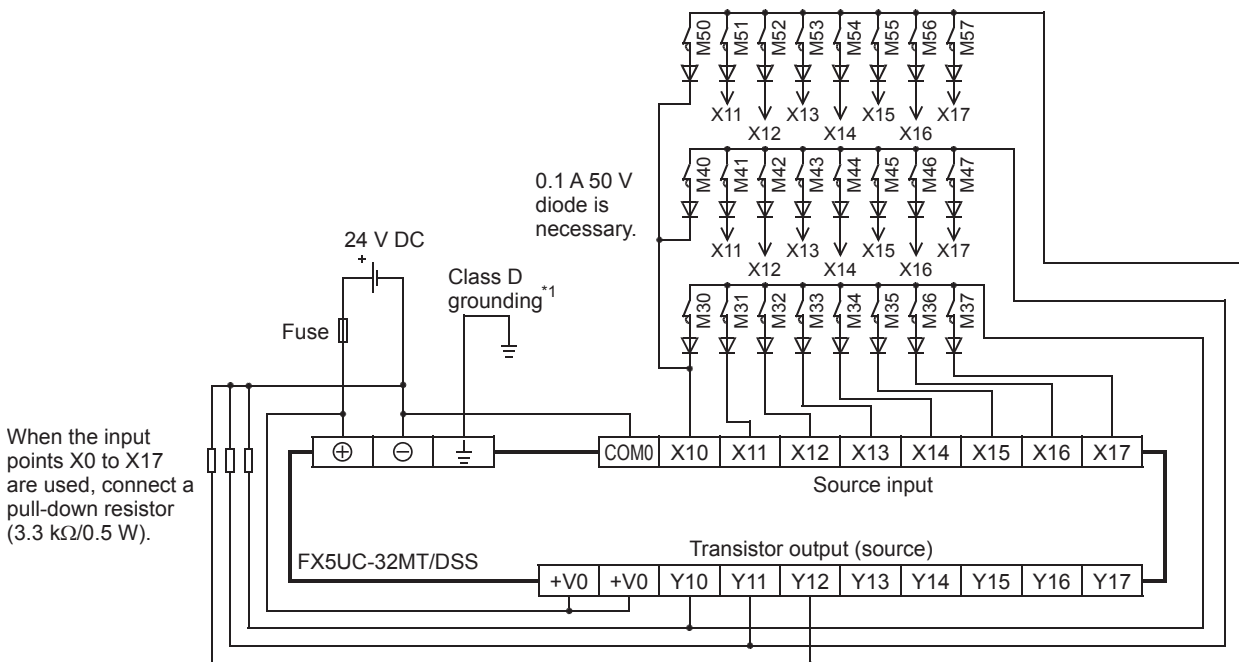 M50 M51 M52 M53 M54 M55 M56 M57
X11 X13 X15 X17
X12 X14 X16
M40 M41 M42 M43 M44 M45 M46 M47
0.1 A 50 V
diode is
necessary.
X11 X13 X15 X17
X12 X14 X16
24 V DC
+
Class D
grounding*1
M30 M31 M32 M33 M34 M35 M36 M37
Fuse
When the input
points X0 to X17
are used, connect a
pull-down resistor
(3.3 kΩ/0.5 W).
+ −
COM0 X10 X11 X12 X13 X14 X15 X16 X17
Source input
FX5UC-32MT/DSS
Transistor output (source)
+V0 +V0 Y10 Y11 Y12 Y13 Y14 Y15 Y16 Y17